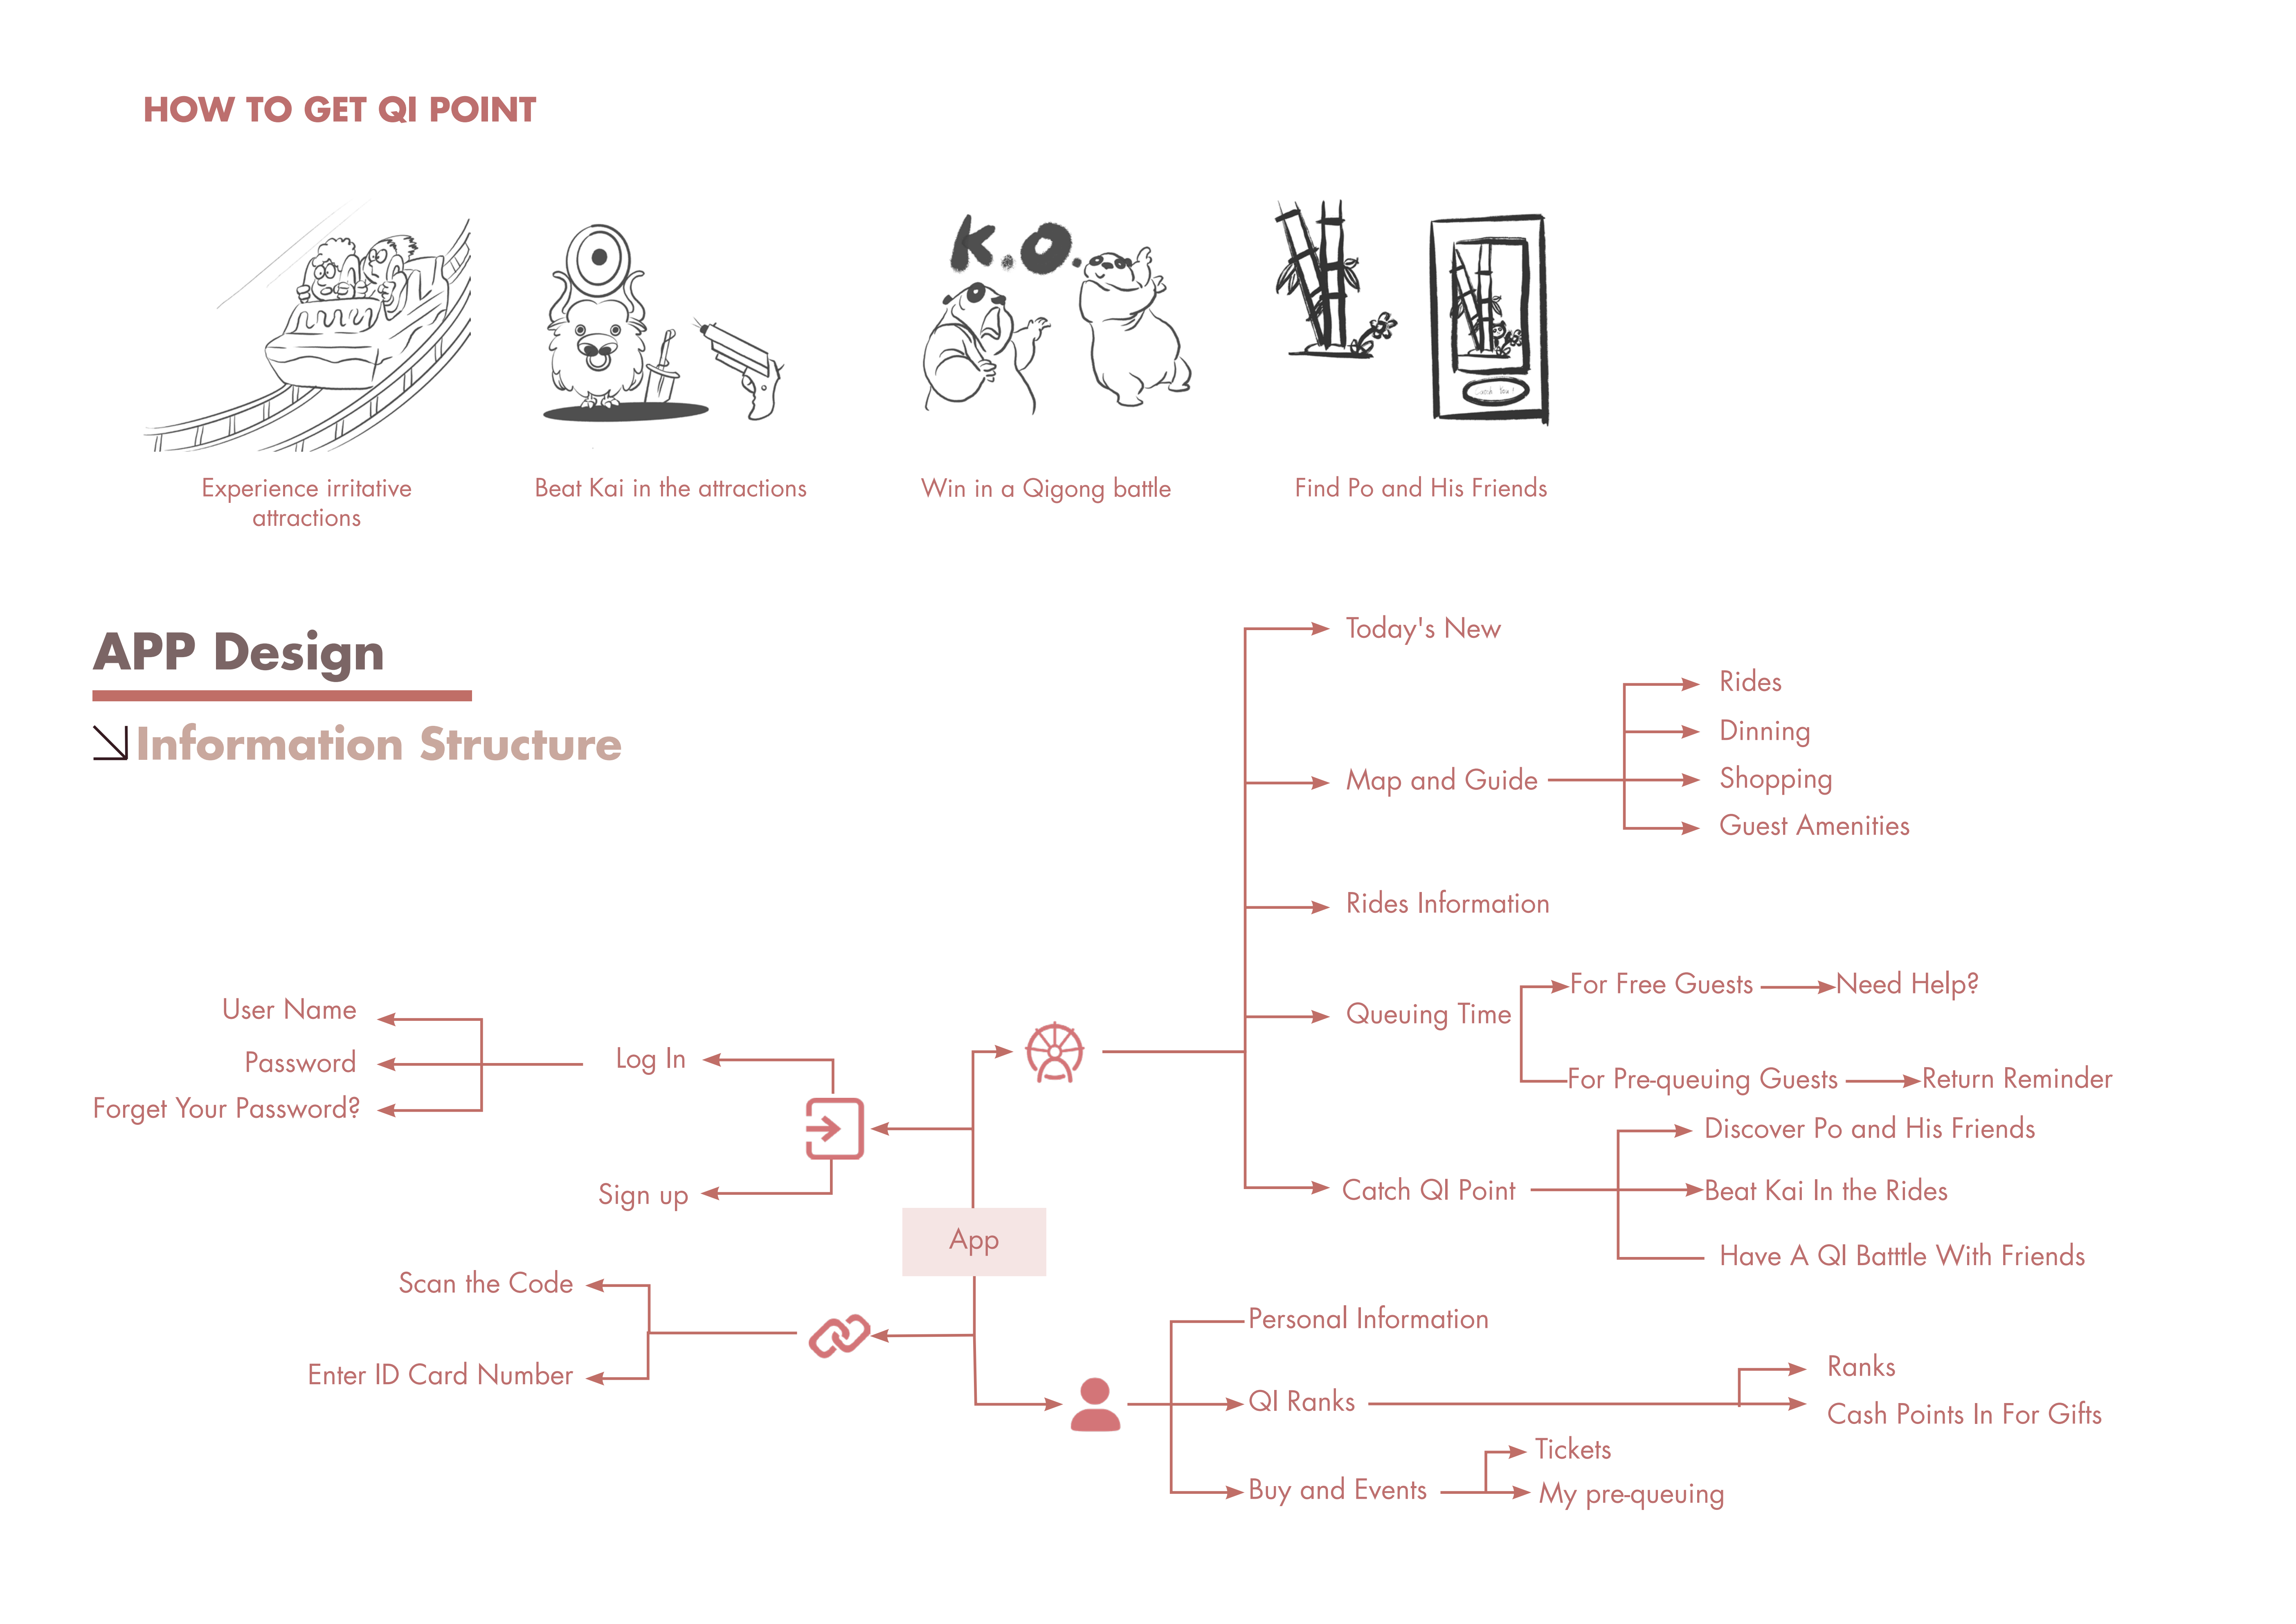 HOW TO GET QI POINT
K.O.
Experience irritative
attractions
Beat Kai in the attractions
Win in a Qigong battle
Find Po and His Friends
APP Design
Information Structure
Today's New
Map and Guide
Rides
Dinning
Shopping
Guest Amenities
Rides Information
Queuing Time
For Free Guests
Need Help?
For Pre-queuing Guests
Return Reminder
Catch QI Point
Discover Po and His Friends
Beat Kai In the Rides
Have A QI Batttle With Friends
User Name
Password
Forget Your Password?
Log In
Sign up
App
Scan the Code
Enter ID Card Number
Personal Information
QI Ranks
Ranks
Cash Points In For Gifts
Buy and Events
Tickets
My pre-queuing